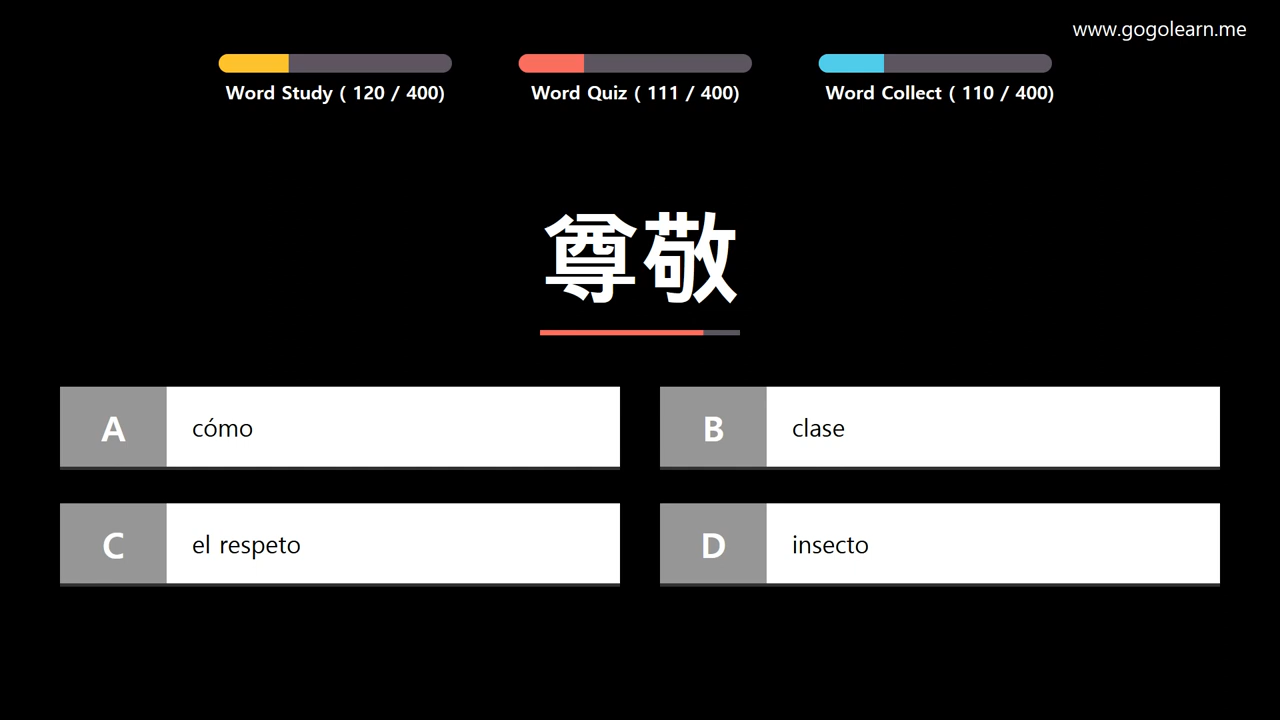 www.gogolearn.me
Word Study ( 120 / 400)
Word Quiz ( 111 / 400)
Word Collect ( 110 / 400)
尊敬
A cómo
B clase
C el respeto
D insecto